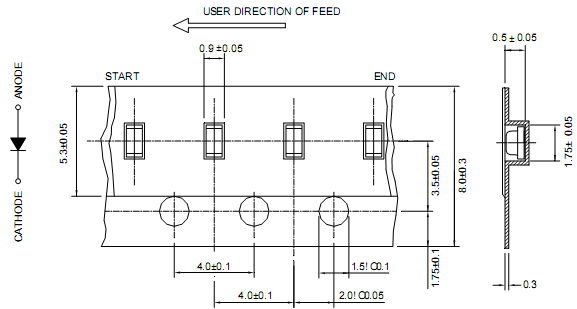 USER DIRECTION OF FEED
0.9±0.05
0.5±0.05
START
END
ANODE
CATHODE
5.3±0.05
3.5±0.05
8.0±0.3
1.75±0.05
1.75±0.1
4.0±0.1
1.5!C0.1
4.0±0.1
2.0!C0.05
0.3